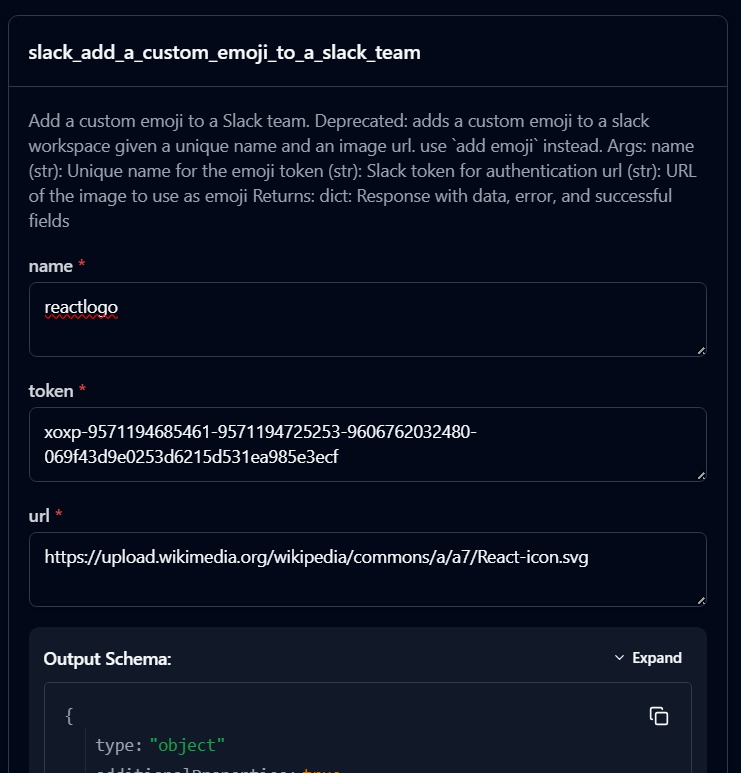 slack_add_a_custom_emoji_to_a_slack_team
Add a custom emoji to a Slack team. Deprecated: adds a custom emoji to a slack
workspace given a unique name and an image url. use `add emoji` instead. Args: name
(str): Unique name for the emoji token (str): Slack token for authentication url (str): URL
of the image to use as emoji Returns: dict: Response with data, error, and successful
fields
name *
reactlogo
token *
xoxp-9571194685461-9571194725253-9606762032480-
069f43d9e0253d6215d531ea985e3ecf
url *
https://upload.wikimedia.org/wikipedia/commons/a/a7/React-icon.svg
Output Schema:
Expand
{
type: "object"
additionalProperties: true